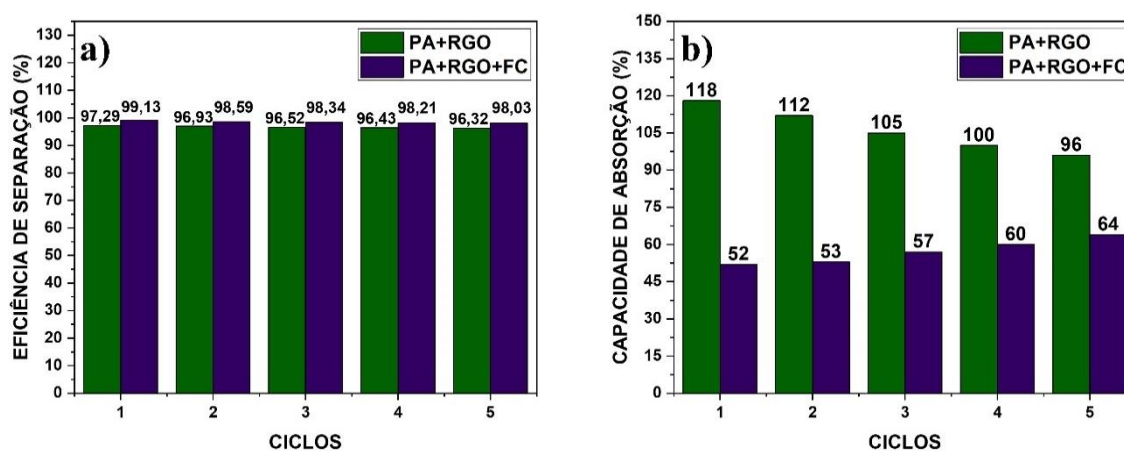 a)
PA+RGO
PA+RGO+FC
EFICIÊNCIA DE SEPARAÇÃO (%)
130
120
110
100
90
80
70
60
50
40
30
20
10
0
97,29 99,13 96,93 98,59 96,52 98,34 96,43 98,21 96,32 98,03
1 2 3 4 5
CICLOS
b)
PA+RGO
PA+RGO+FC
CAPACIDADE DE ABSORÇÃO (%)
150
135
120
105
90
75
60
45
30
15
0
118 52 112 53 105 57 100 60 96 64
1 2 3 4 5
CICLOS